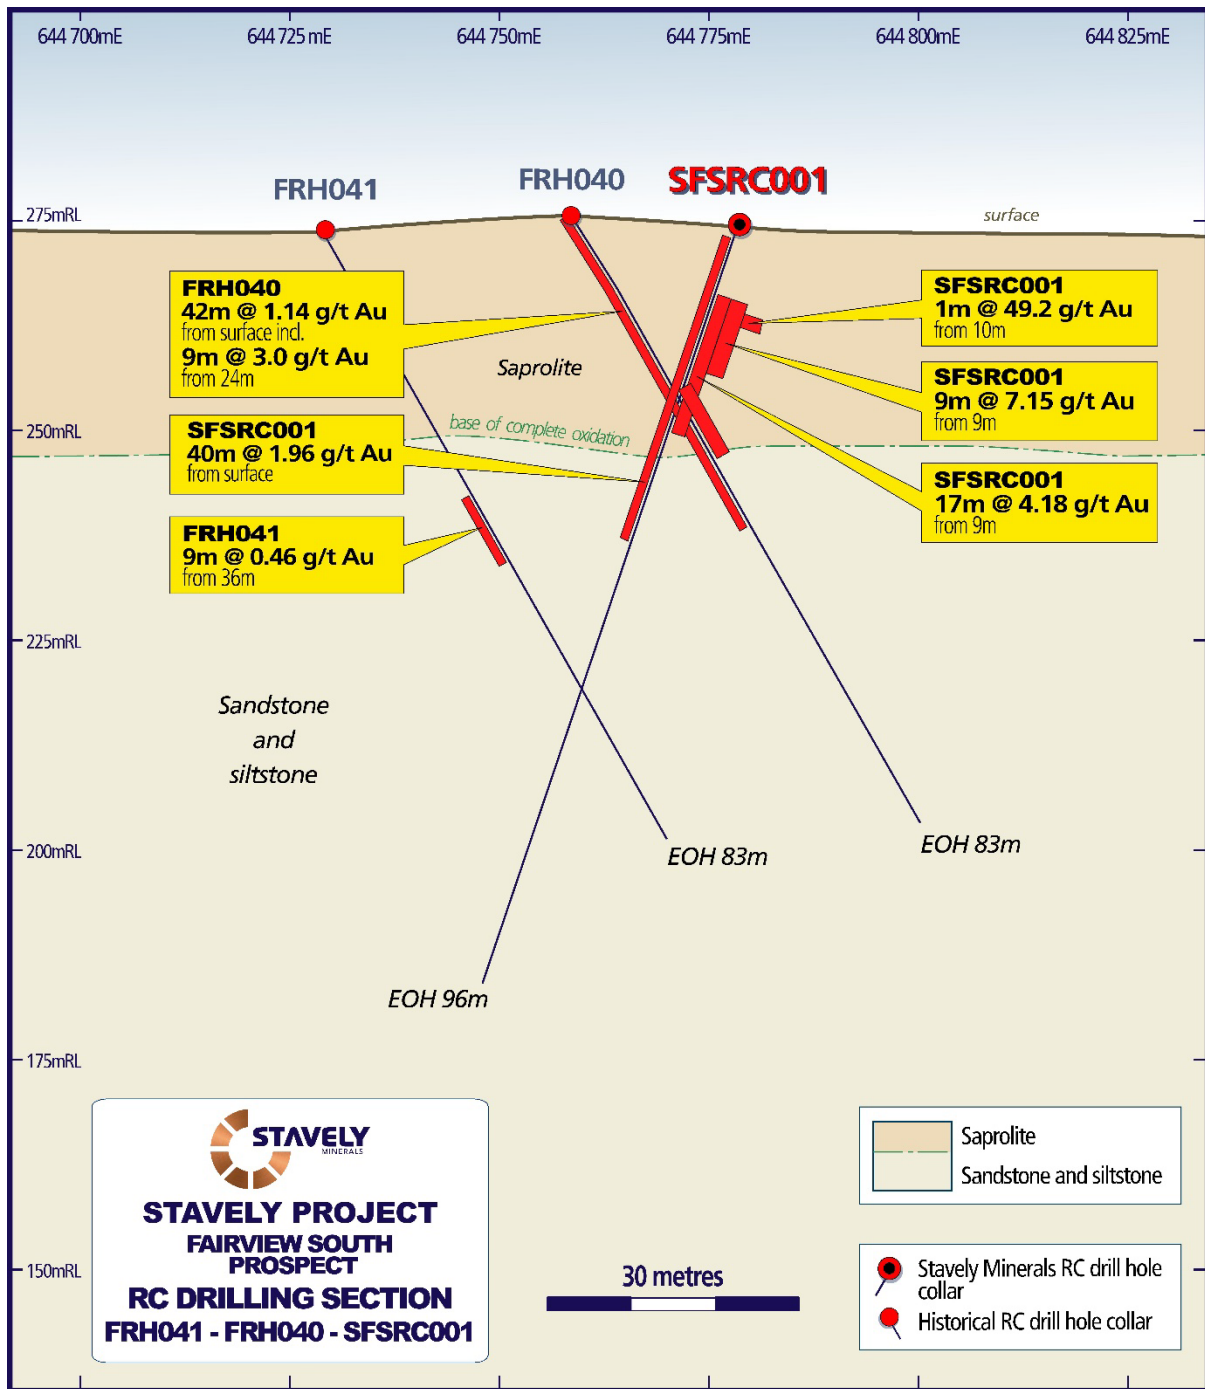 644 700mE
644 725 mE
644 750mE
644 775mE
644 800mE
644 825mE
FRH041
FRH040
SFSRC001
275mRL
surface
FRH040
42m @ 1.14 g/t Au
from surface incl.
9m @ 3.0 g/t Au
from 24m
SFSRC001
1m @ 49.2 g/t Au
from 10m
Saprolite
SFSRC001
9m @ 7.15 g/t Au
from 9m
SFSRC001
40m @ 1.96 g/t Au
from surface
base of complete oxidation
250mRL
SFSRC001
17m @ 4.18 g/t Au
from 9m
FRH041
9m @ 0.46 g/t Au
from 36m
225mRL
Sandstone
and
siltstone
200mRL
EOH 83m
EOH 83m
EOH 96m
175mRL
STAVELY
MINERALS
STAVELY PROJECT
FAIRVIEW SOUTH
PROSPECT
RC DRILLING SECTION
FRH041 - FRH040 - SFSRC001
150mRL
30 metres
Saprolite
Sandstone and siltstone
Stavely Minerals RC drill hole
collar
Historical RC drill hole collar